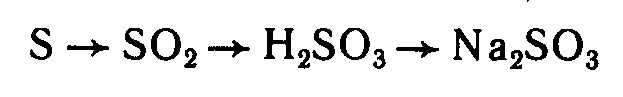 S → SO₂ → H₂SO₃ → Na₂SO₃